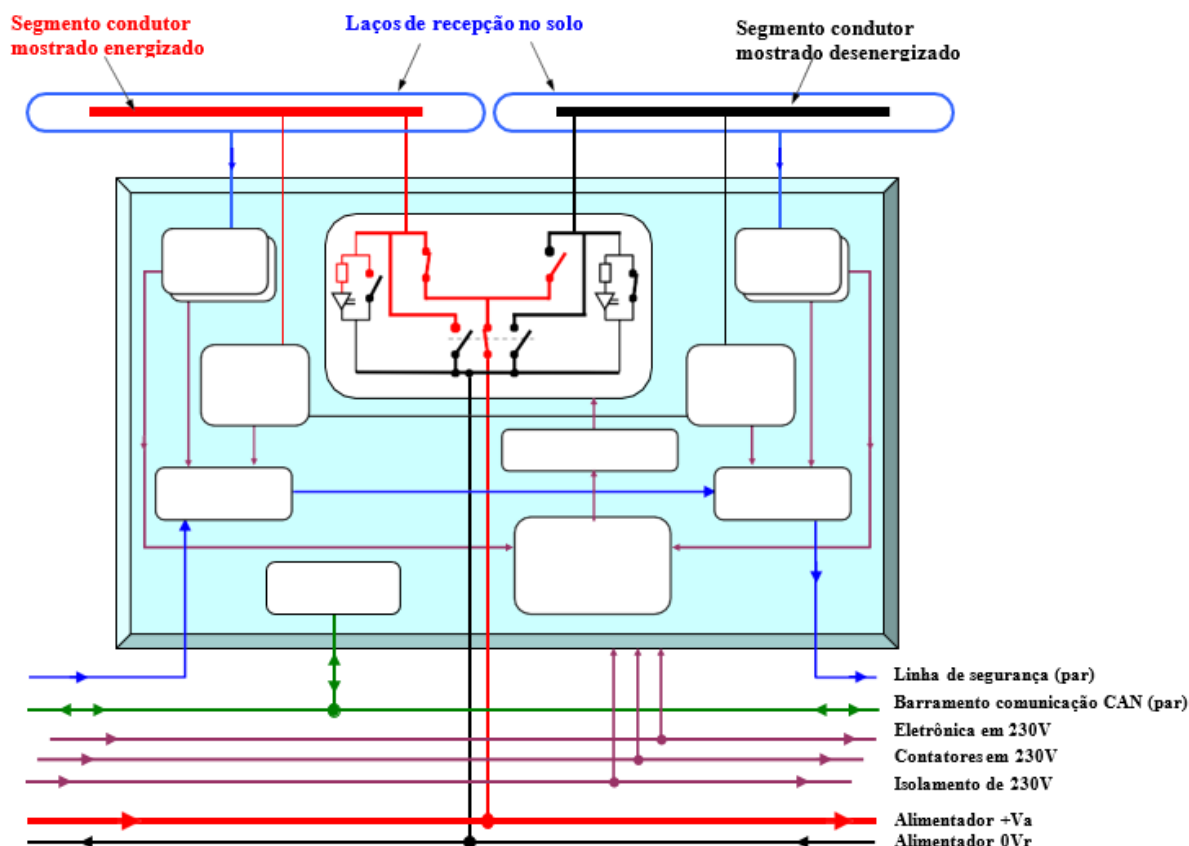 Segmento condutor
mostrado energizado
Laços de recepção no solo
Segmento condutor
mostrado desenergizado
Linha de segurança (par)
Barramento comunicação CAN (par)
Eletrônica em 230V
Contatores em 230V
Isolamento de 230V
Alimentador +Va
Alimentador 0Vr